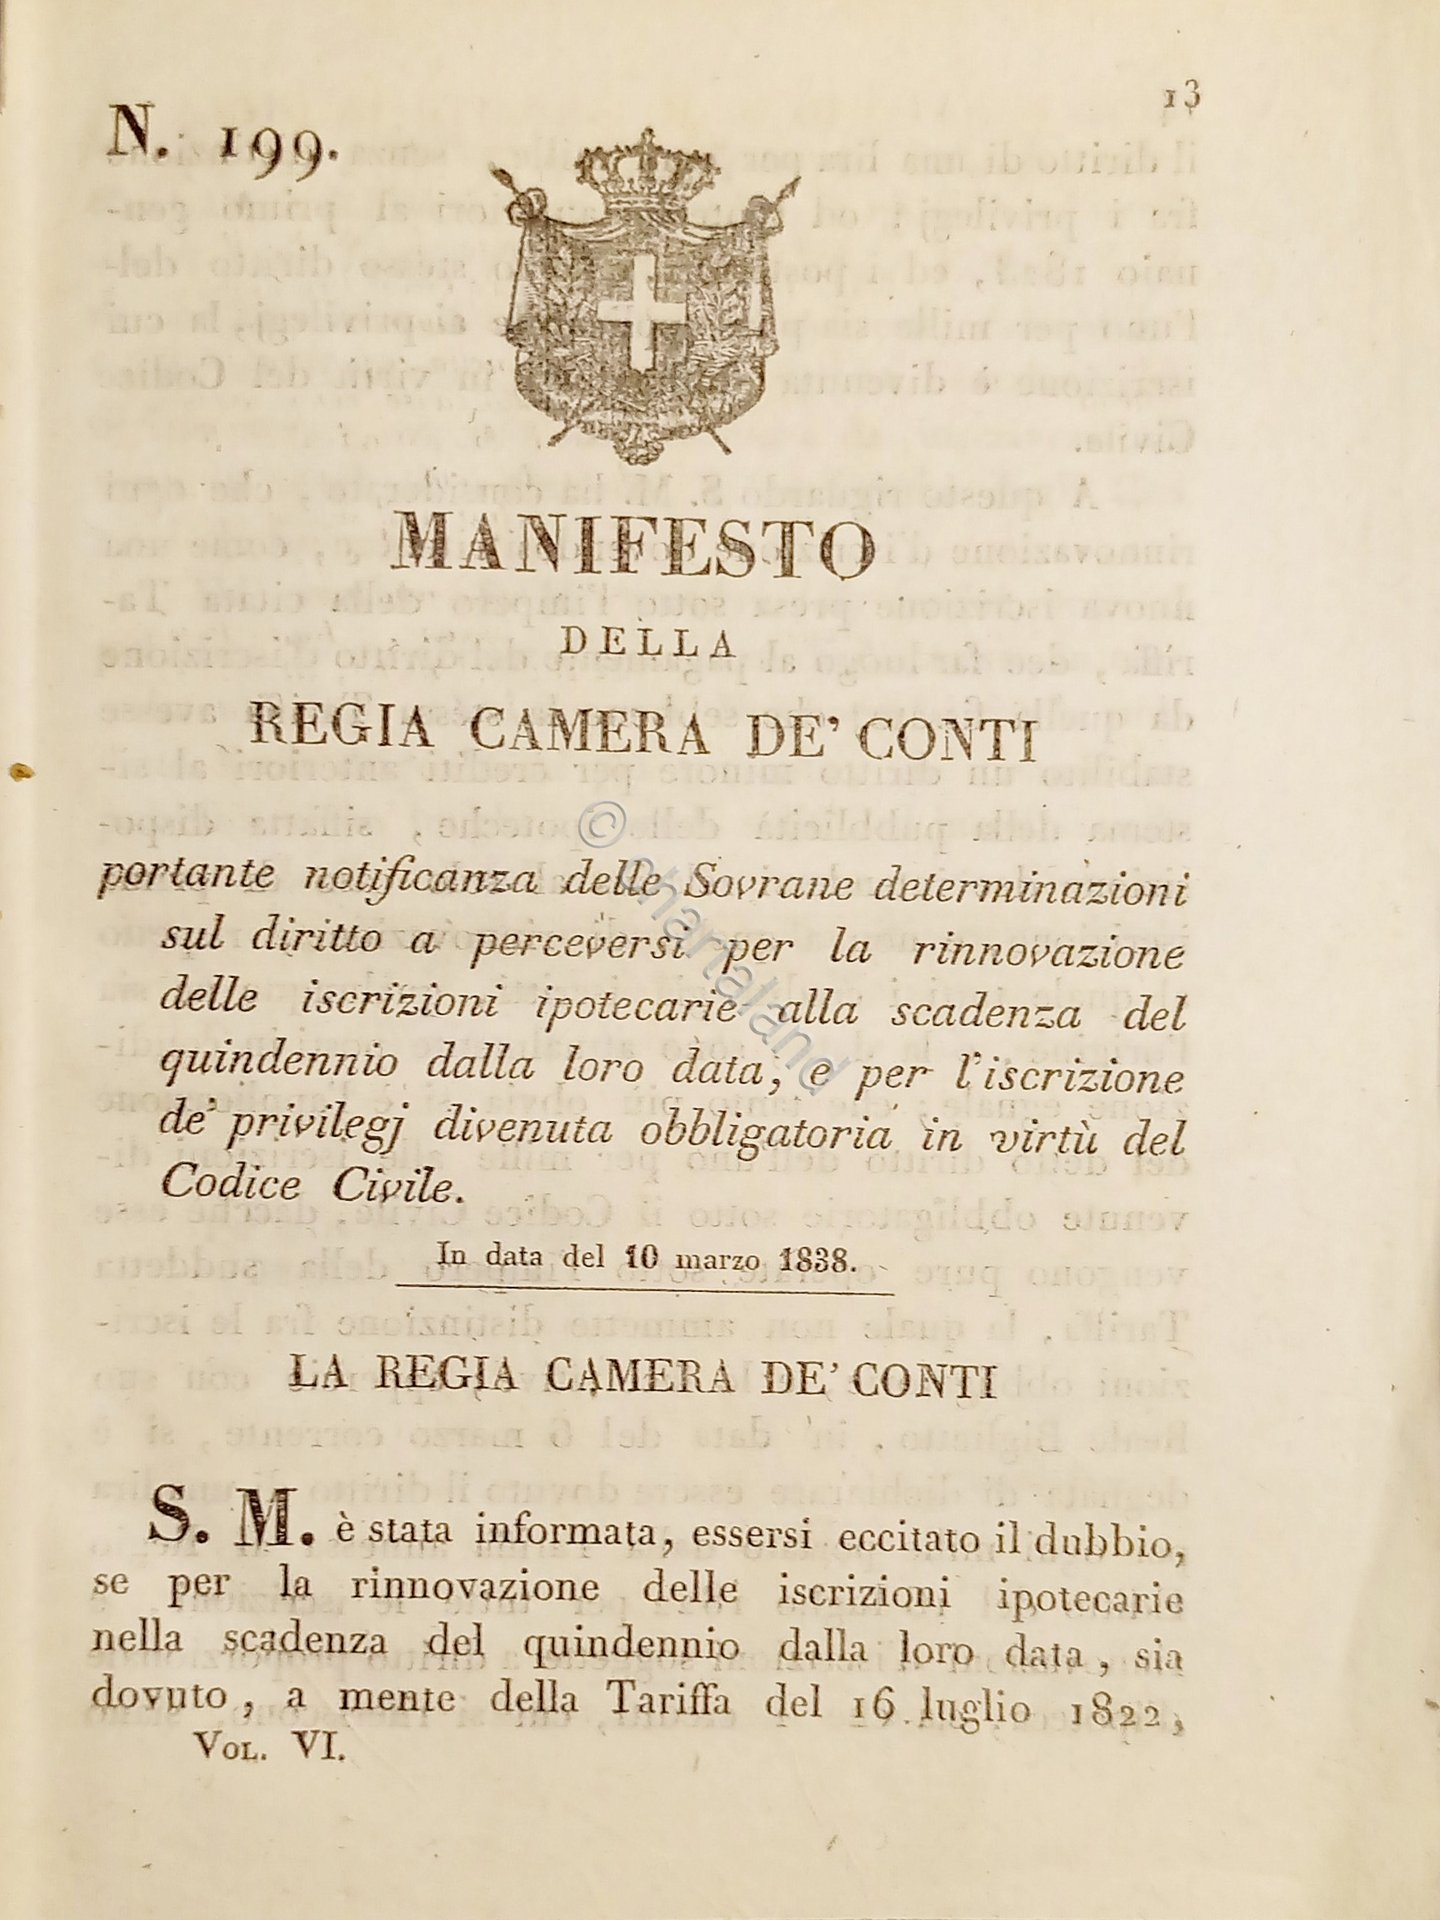 13
N. 199.
MANIFESTO
DELLA
REGIA CAMERA DE' CONTI
portante notificanza delle Sovrane determinazioni
sul diritto a perceversi per la rinnovazione
delle iscrizioni ipotecarie alla scadenza del
quindennio dalla loro data, e per l'iscrizione
de' privilegj divenuta obbligatoria in virtù del
Codice Civile.
In data del 10 marzo 1838.
LA REGIA CAMERA DE' CONTI
S. M. è stata informata, essersi eccitato il dubbio,
se per la rinnovazione delle iscrizioni ipotecarie
nella scadenza del quindennio dalla loro data, sia
dovuto, a mente della Tariffa del 16 luglio 1822,
VOL. VI.
© Chartaland